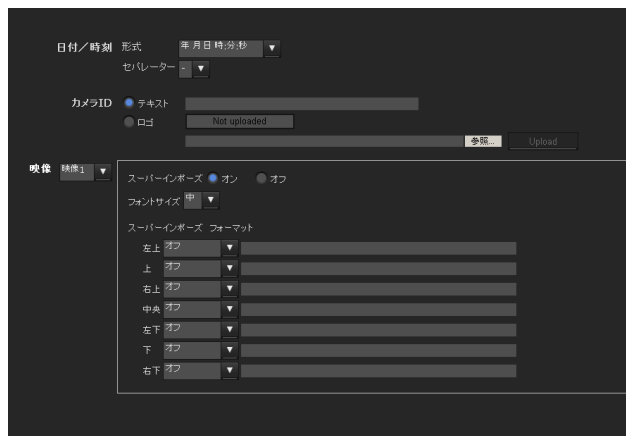 日付／時刻 形式 年 月 日 時:分:秒 ▼
セパレーター - ▼
カメラID テキスト
ロゴ Not uploaded
参照... Upload
映像 映像1 ▼
スーパーインポーズ オン オフ
フォントサイズ 中 ▼
スーパーインポーズ フォーマット
左上 オフ ▼
上 オフ ▼
右上 オフ ▼
中央 オフ ▼
左下 オフ ▼
下 オフ ▼
右下 オフ ▼